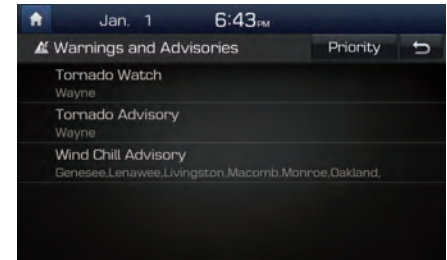 Jan. 1 6:43PM
Warnings and Advisories Priority
Tornado Watch
Wayne
Tornado Advisory
Wayne
Wind Chill Advisory
Genesee,Lenawee,Livingston,Macomb,Monroe,Oakland,